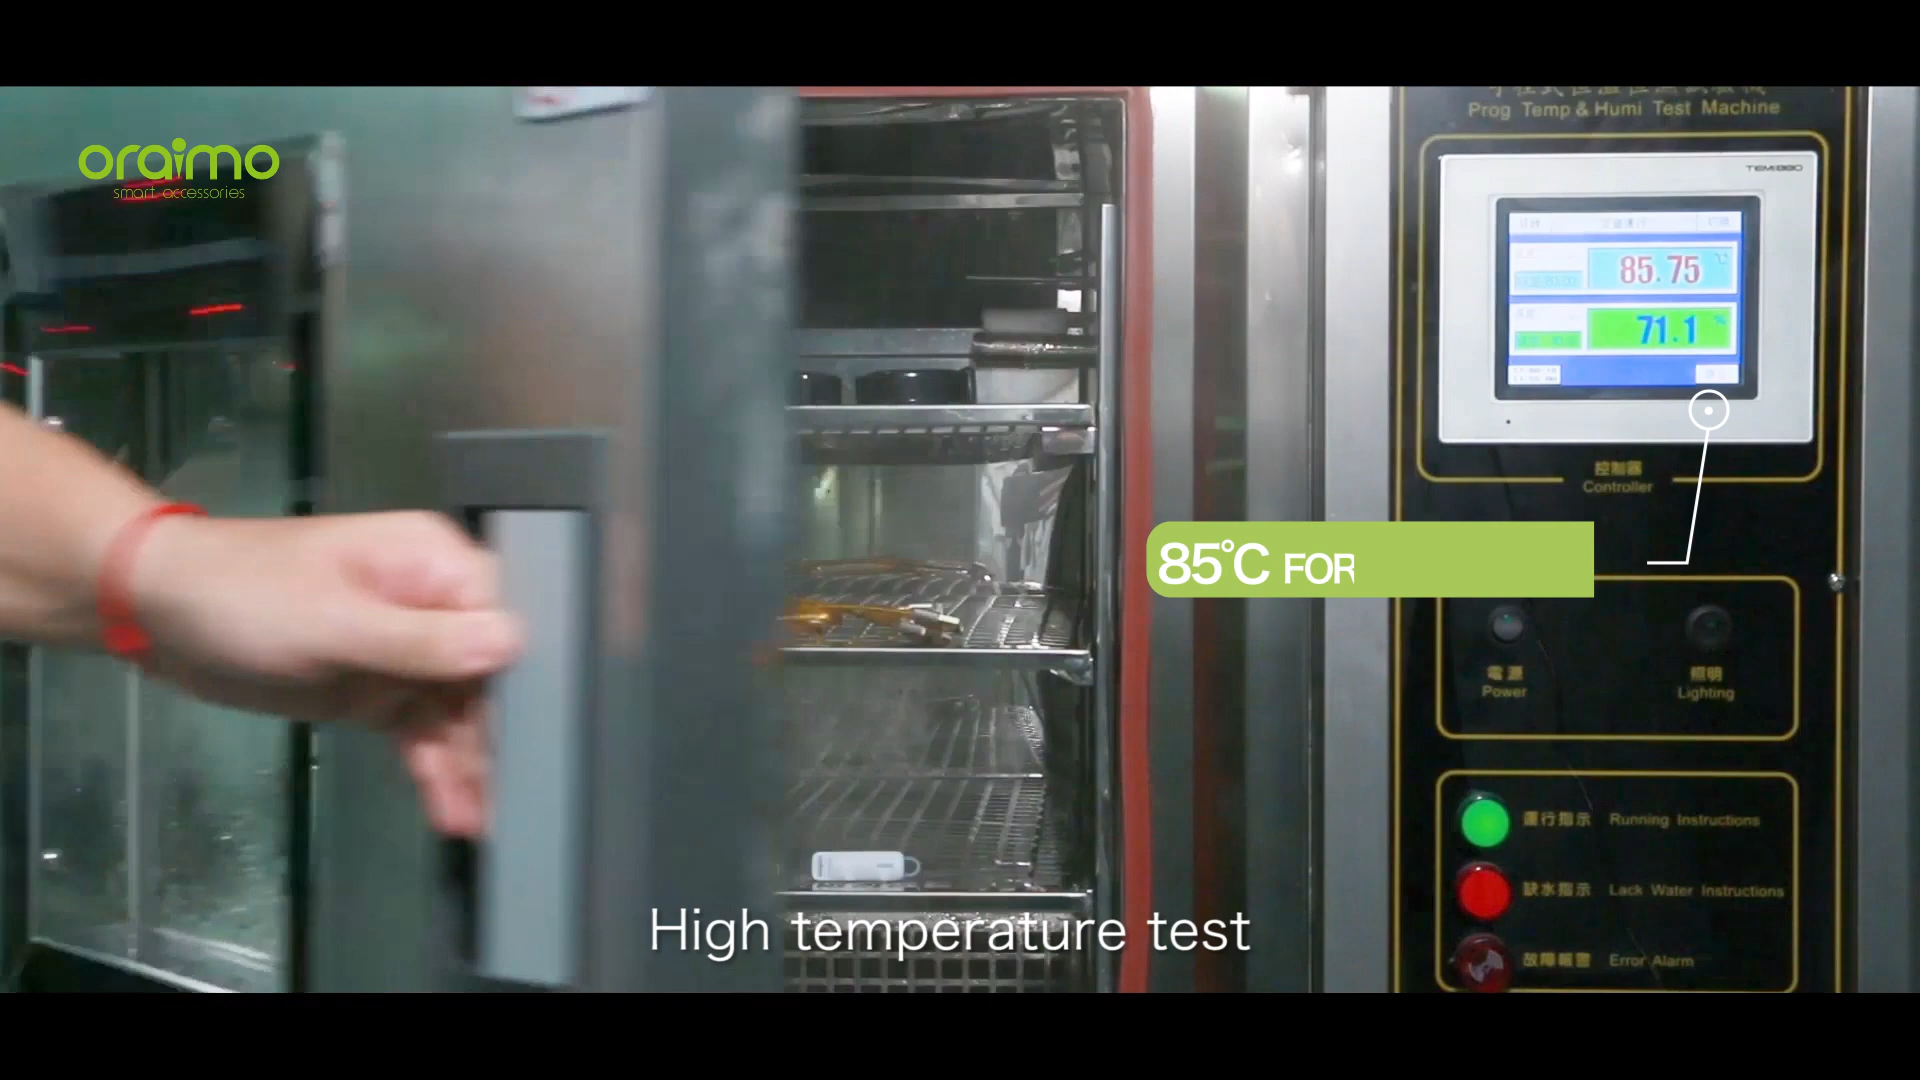 oraimo
smart accessories
Prog Temp & Humi Test Machine
TEMI880
85.75 ℃
71.1 %
控制器
Controller
85℃ FOR
電源
Power
照明
Lighting
運行指示 Running Instructions
缺水指示 Lack Water Instructions
故障報警 Error Alarm
High temperature test